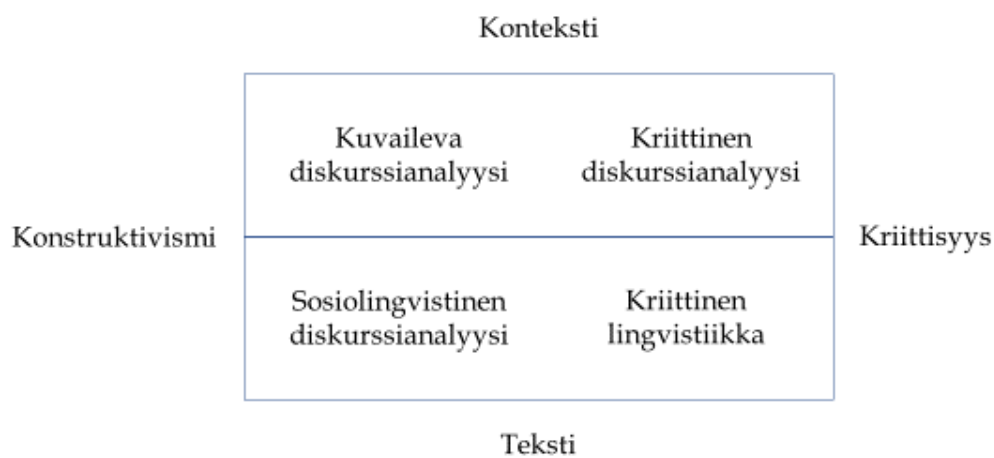 Konteksti
Kuvaileva
diskurssianalyysi
Kriittinen
diskurssianalyysi
Konstruktivismi
Kriittisyys
Sosiolingvistinen
diskurssianalyysi
Kriittinen
lingvistiikka
Teksti